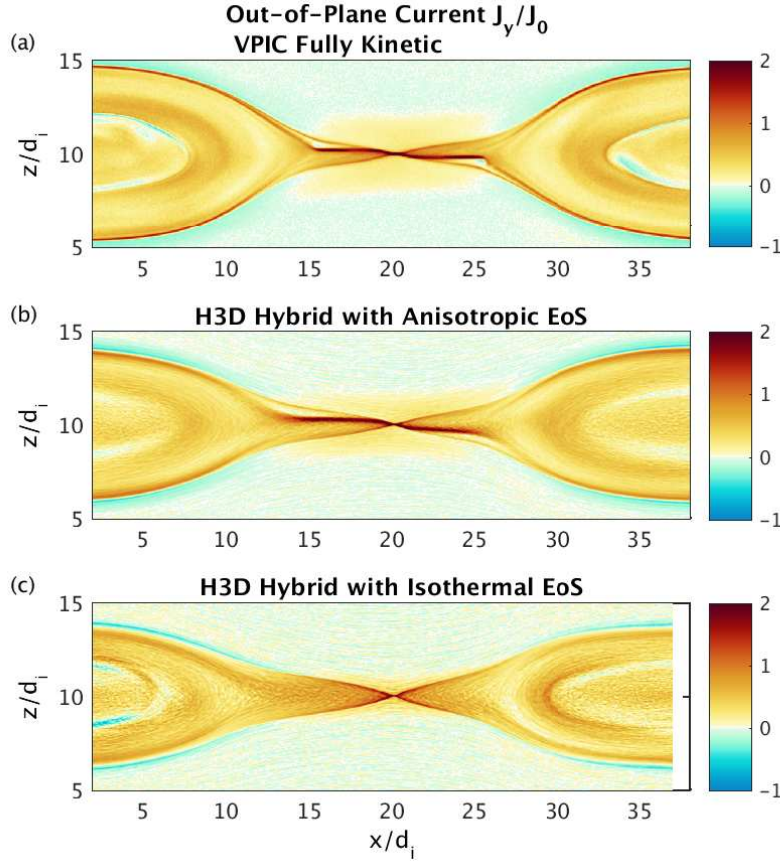 Out-of-Plane Current J_y/J_0
(a) VPIC Fully Kinetic
15
10
5
z/d_i
5 10 15 20 25 30 35
2
1
0
-1
(b) H3D Hybrid with Anisotropic EoS
15
10
5
z/d_i
5 10 15 20 25 30 35
2
1
0
-1
(c) H3D Hybrid with Isothermal EoS
15
10
5
z/d_i
5 10 15 20 25 30 35
x/d_i
2
1
0
-1